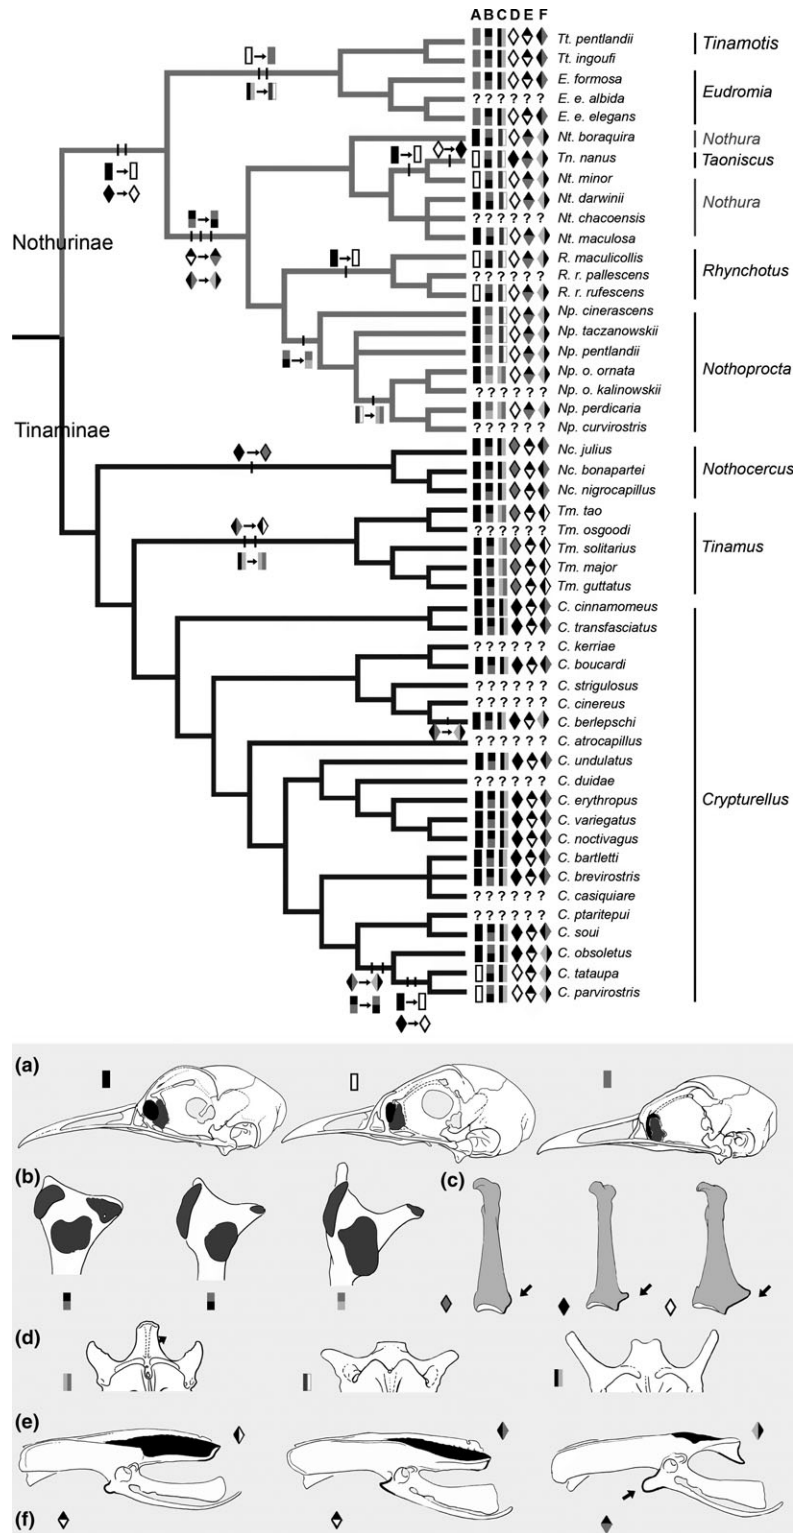 A B C D E F
Tt. pentlandii
Tinamotis
Tt. ingoufi
E. formosa
? ? ? ? ? ? E. e. albida
Eudromia
E. e. elegans
Nt. boraquira
Nothura
Tn. nanus
Taoniscus
Nt. minor
Nt. darwinii
Nothura
? ? ? ? ? ? Nt. chacoensis
Nt. maculosa
Nothurinae
R. maculicollis
? ? ? ? ? ? R. r. pallescens
Rhynchotus
R. r. rufescens
Np. cinerascens
Np. taczanowskii
Np. pentlandii
Nothoprocta
Np. o. ornata
? ? ? ? ? ? Np. o. kalinowskii
Np. perdicaria
? ? ? ? ? ? Np. curvirostris
Tinaminae
Nc. julius
Nc. bonapartei
Nothocercus
Nc. nigrocapillus
Tm. tao
? ? ? ? ? ? Tm. osgoodi
Tm. solitarius
Tinamus
Tm. major
Tm. guttatus
C. cinnamomeus
C. transfasciatus
? ? ? ? ? ? C. kerriae
C. boucardi
? ? ? ? ? ? C. strigulosus
? ? ? ? ? ? C. cinereus
C. berlepschi
? ? ? ? ? ? C. atrocapillus
C. undulatus
? ? ? ? ? ? C. duidae
C. erythropus
Crypturellus
C. variegatus
C. noctivagus
C. bartletti
C. brevirostris
? ? ? ? ? ? C. casiquiare
? ? ? ? ? ? C. ptaritepui
C. soui
C. obsoletus
C. tataupa
C. parvirostris
(a)
(b)
(c)
(d)
(e)
(f)